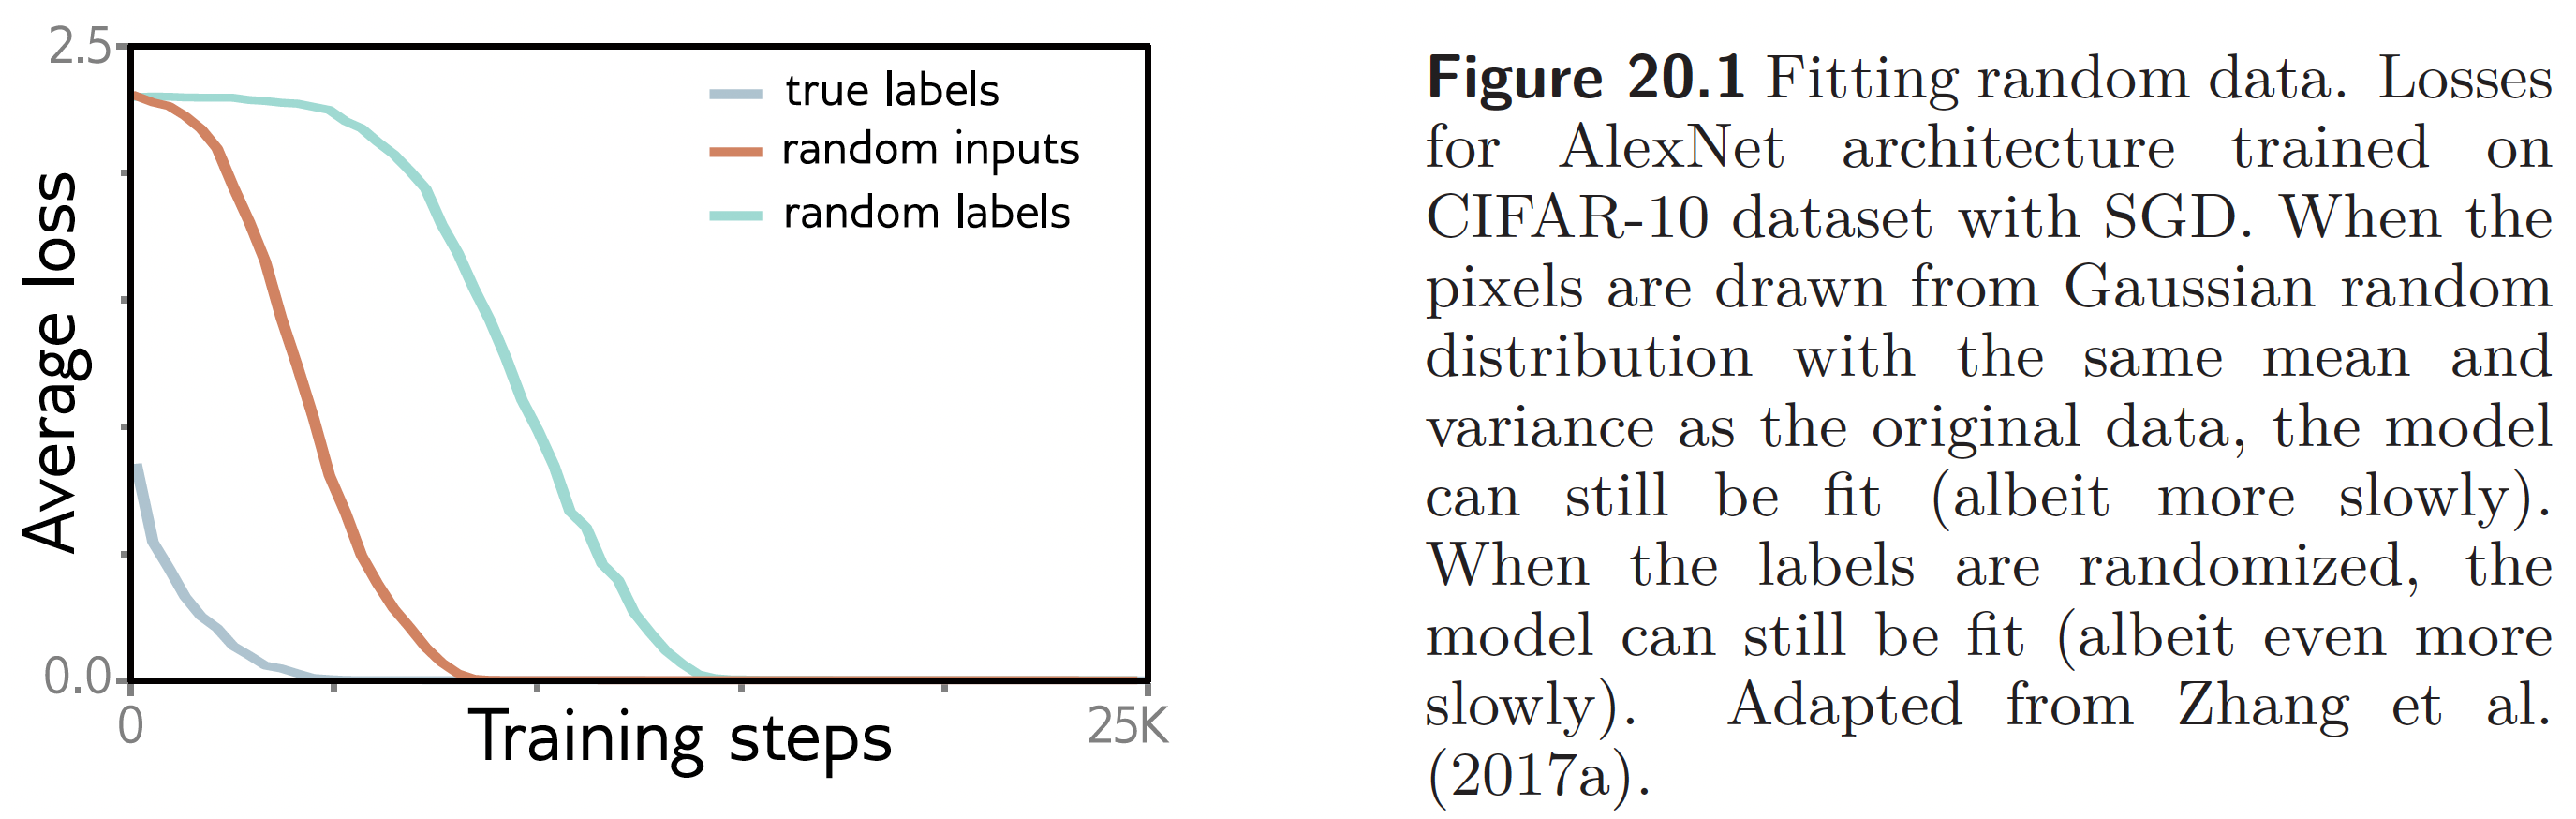 2.5
true labels
random inputs
random labels
Average loss
0.0
0
25K
Training steps
Figure 20.1 Fitting random data. Losses
for AlexNet architecture trained on
CIFAR-10 dataset with SGD. When the
pixels are drawn from Gaussian random
distribution with the same mean and
variance as the original data, the model
can still be fit (albeit more slowly).
When the labels are randomized, the
model can still be fit (albeit even more
slowly). Adapted from Zhang et al.
(2017a).